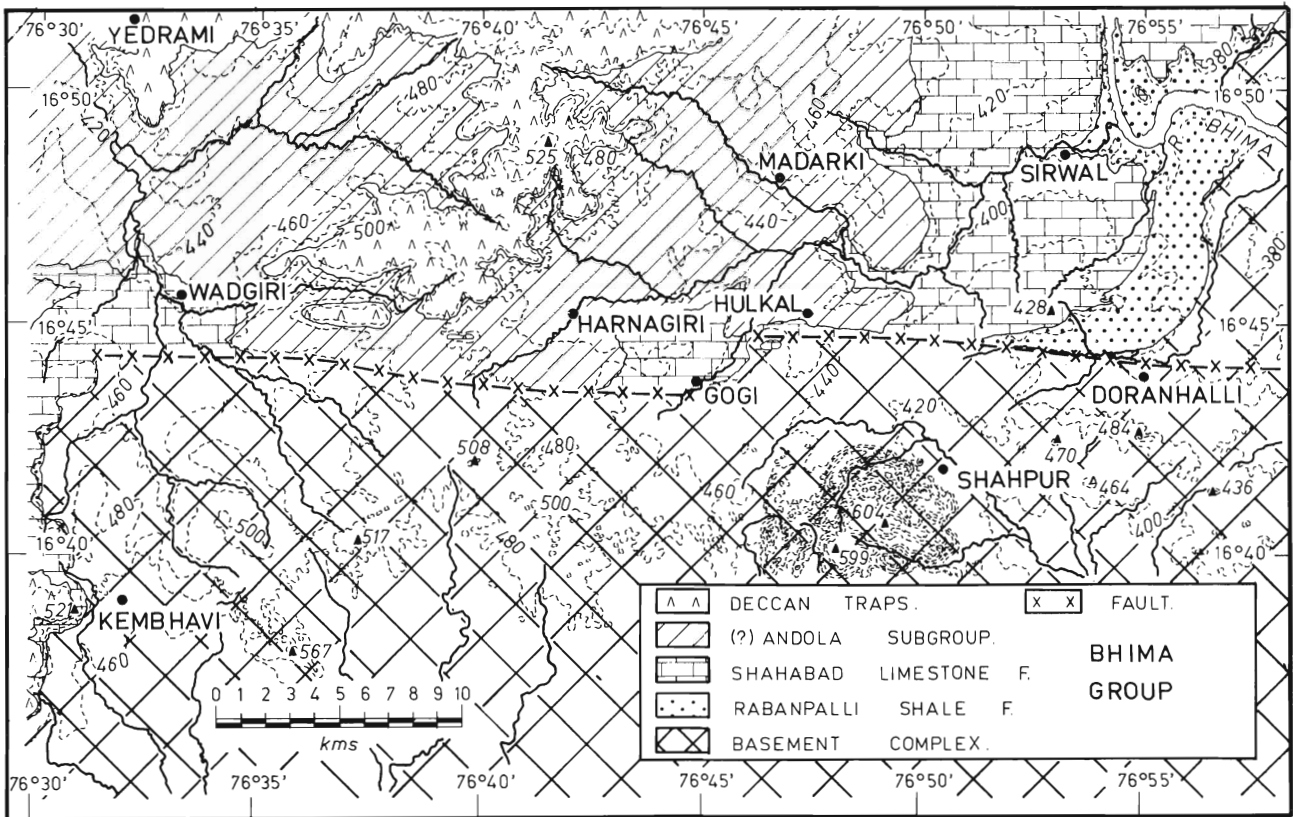 76°30' 76°35' 76°40' 76°45' 76°50' 76°55'
YEDRAMI
380
480
16°50' 420 16°50'
460 420
BHIMA
525 480
MADARKI SIRWAL
460 500 440 400
440
380
WADGIRI
HARNAGIRI HULKAL 428
16°45' 16°45'
460 GOGI 440 DORANHALLI
420 484
508 480 470
SHAHPUR
460 464 436
480 500 500
604 400
517 480
16°40' 599 16°40'
521
KEMBHAVI
567
460
0 1 2 3 4 5 6 7 8 9 10
kms
DECCAN TRAPS. x x FAULT.
(?) ANDOLA SUBGROUP.
SHAHABAD LIMESTONE F.
BHIMA GROUP
RABANPALLI SHALE F.
BASEMENT COMPLEX.
76°30' 76°35' 76°40' 76°45' 76°50' 76°55'